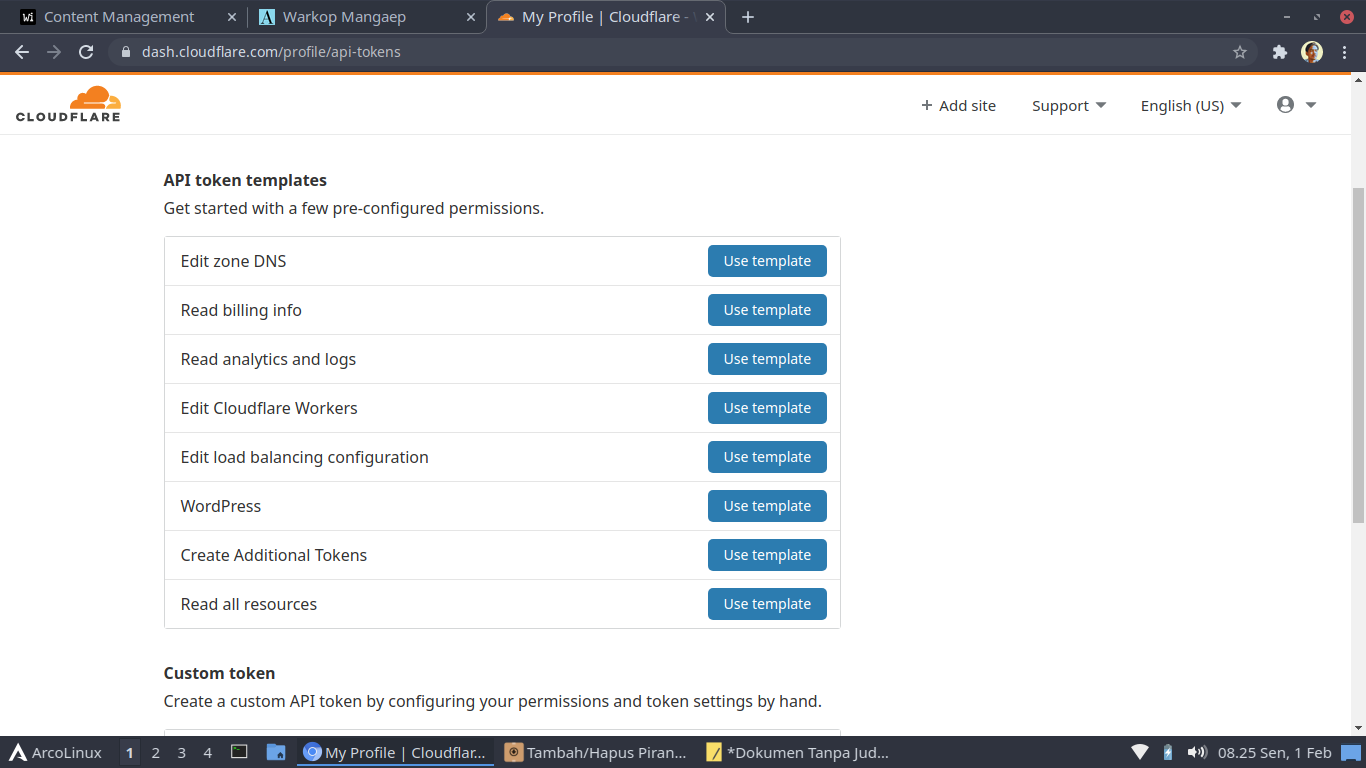 Wi Content Management
A Warkop Mangaep
My Profile | Cloudflare -
dash.cloudflare.com/profile/api-tokens
CLOUDFLARE
+ Add site
Support
English (US)
API token templates
Get started with a few pre-configured permissions.
Edit zone DNS Use template
Read billing info Use template
Read analytics and logs Use template
Edit Cloudflare Workers Use template
Edit load balancing configuration Use template
WordPress Use template
Create Additional Tokens Use template
Read all resources Use template
Custom token
Create a custom API token by configuring your permissions and token settings by hand.
ArcoLinux 1 2 3 4 My Profile | Cloudflar... Tambah/Hapus Piran... *Dokumen Tanpa Jud... 08.25 Sen, 1 Feb